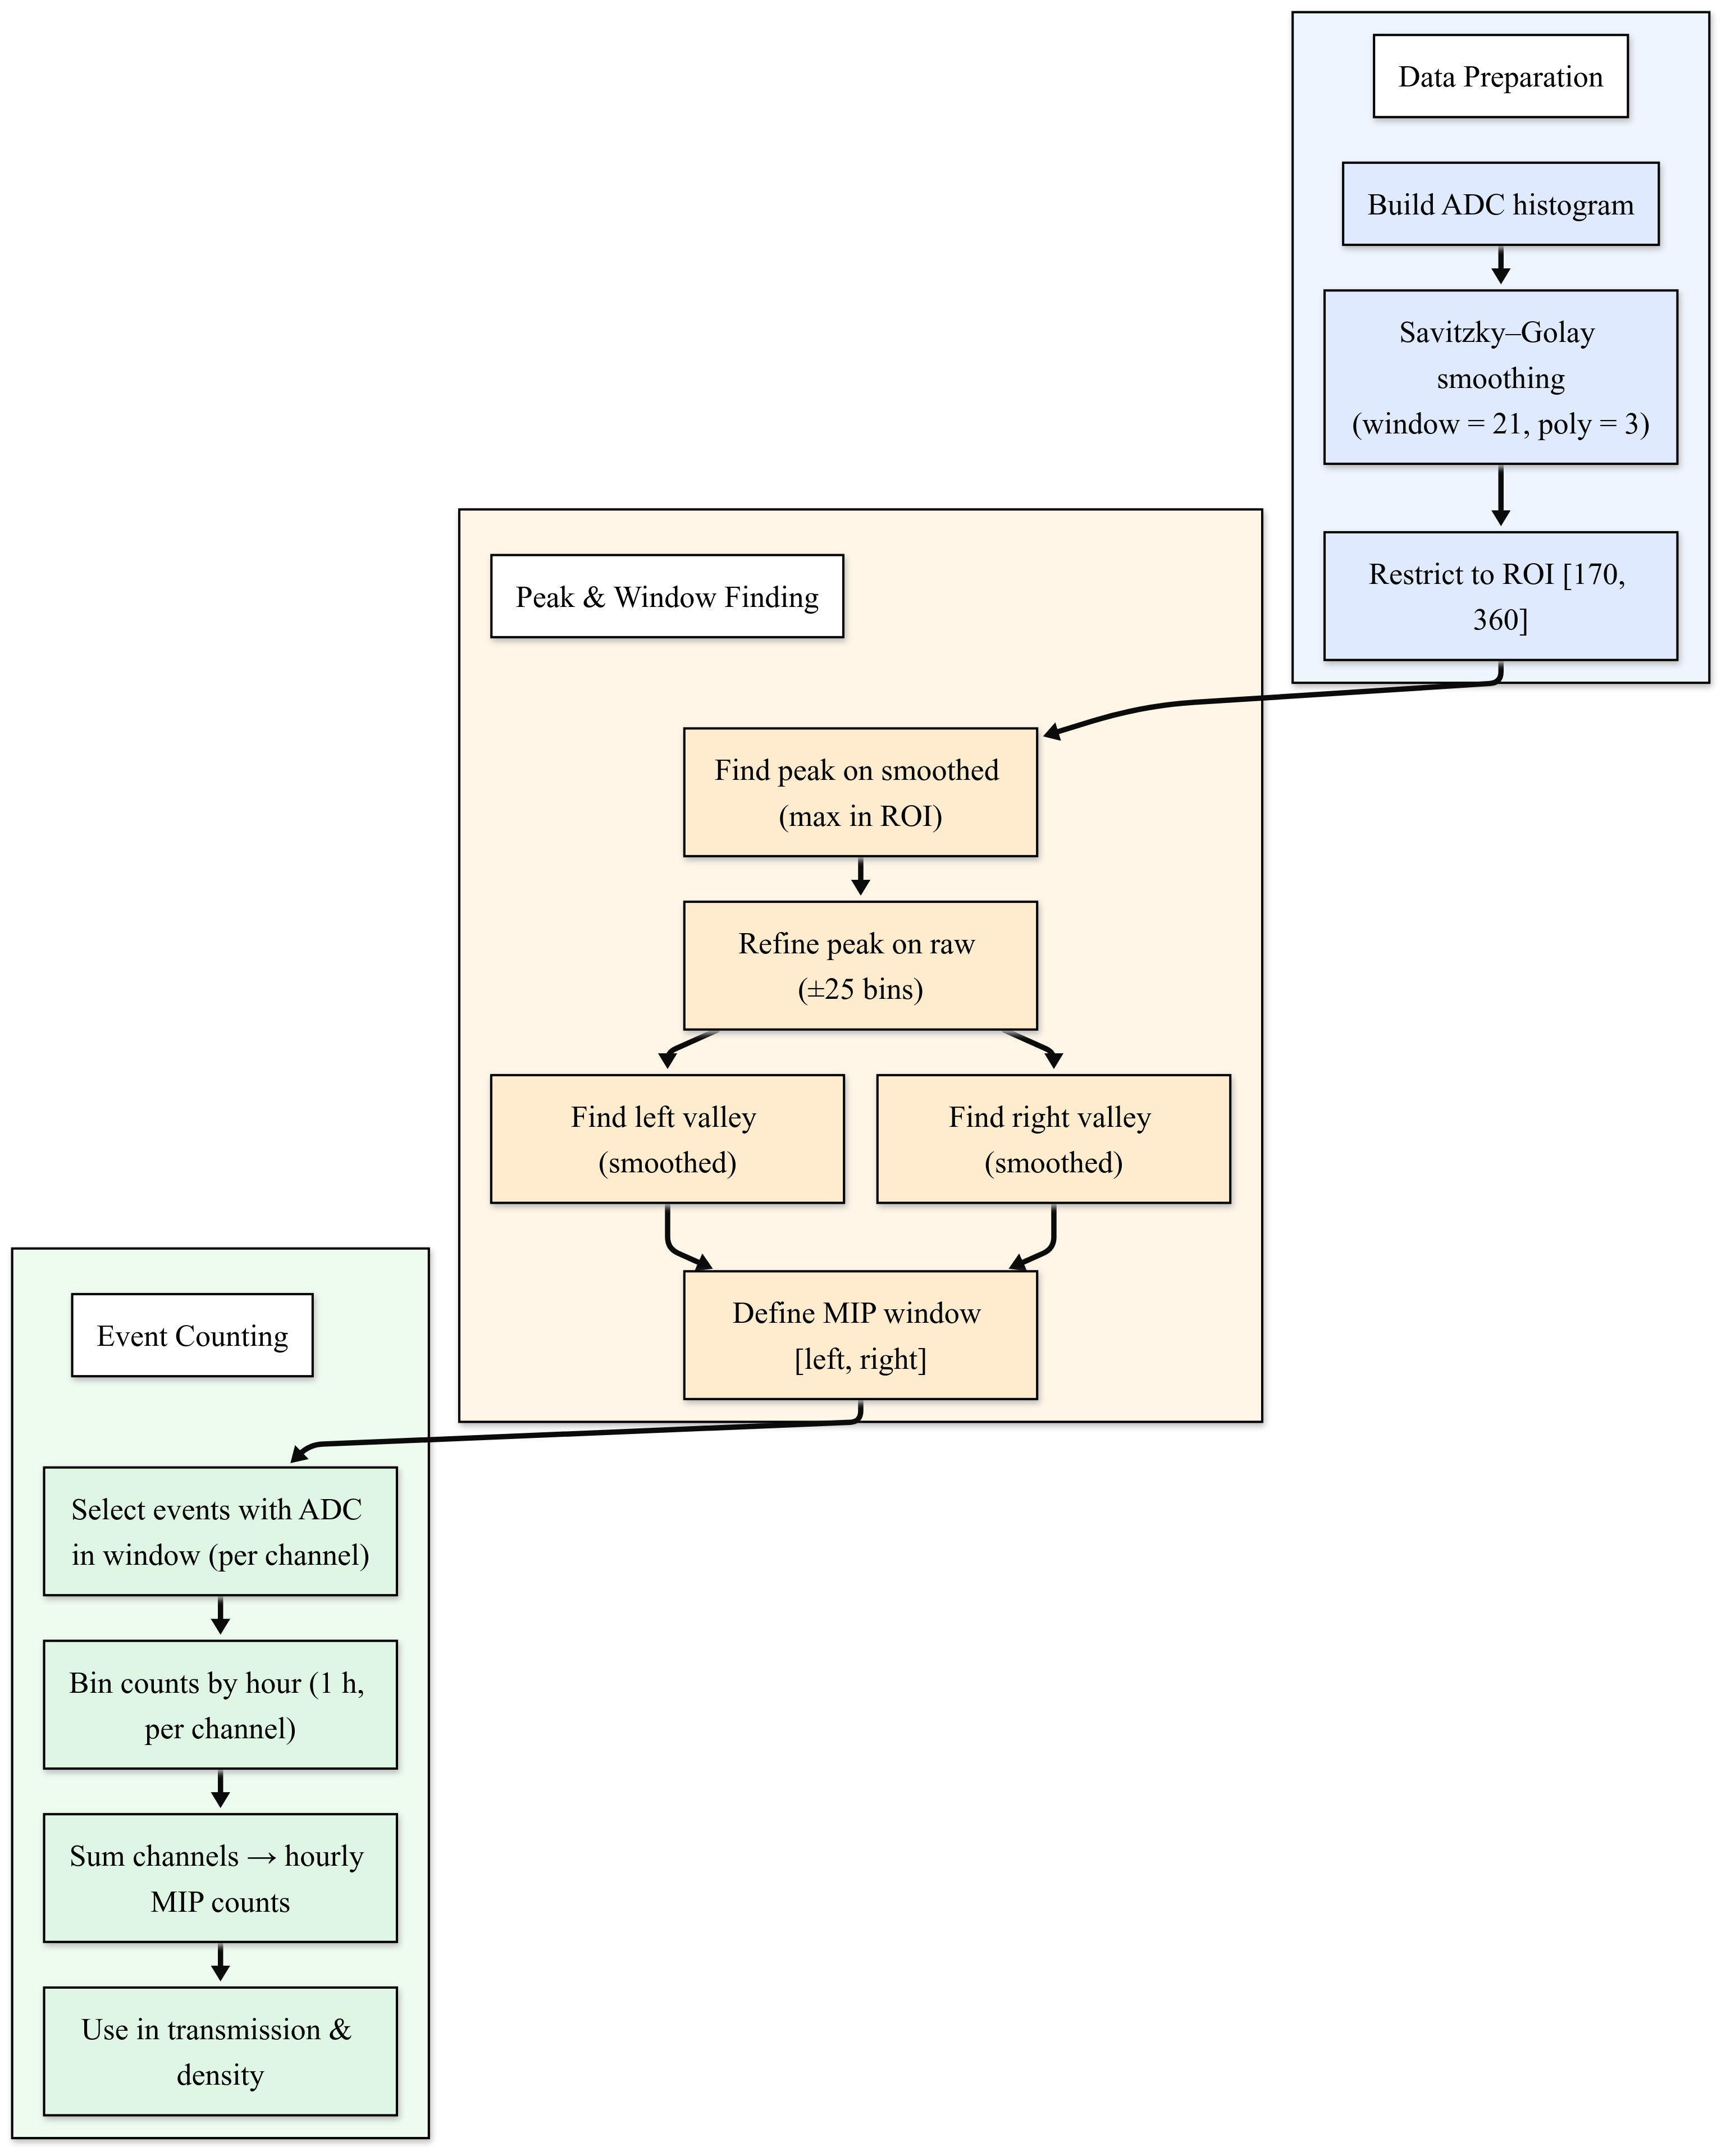 Data Preparation
Build ADC histogram
Savitzky–Golay
smoothing
(window = 21, poly = 3)
Restrict to ROI [170,
360]
Peak & Window Finding
Find peak on smoothed
(max in ROI)
Refine peak on raw
(±25 bins)
Find left valley
(smoothed)
Find right valley
(smoothed)
Define MIP window
[left, right]
Event Counting
Select events with ADC
in window (per channel)
Bin counts by hour (1 h,
per channel)
Sum channels → hourly
MIP counts
Use in transmission &
density